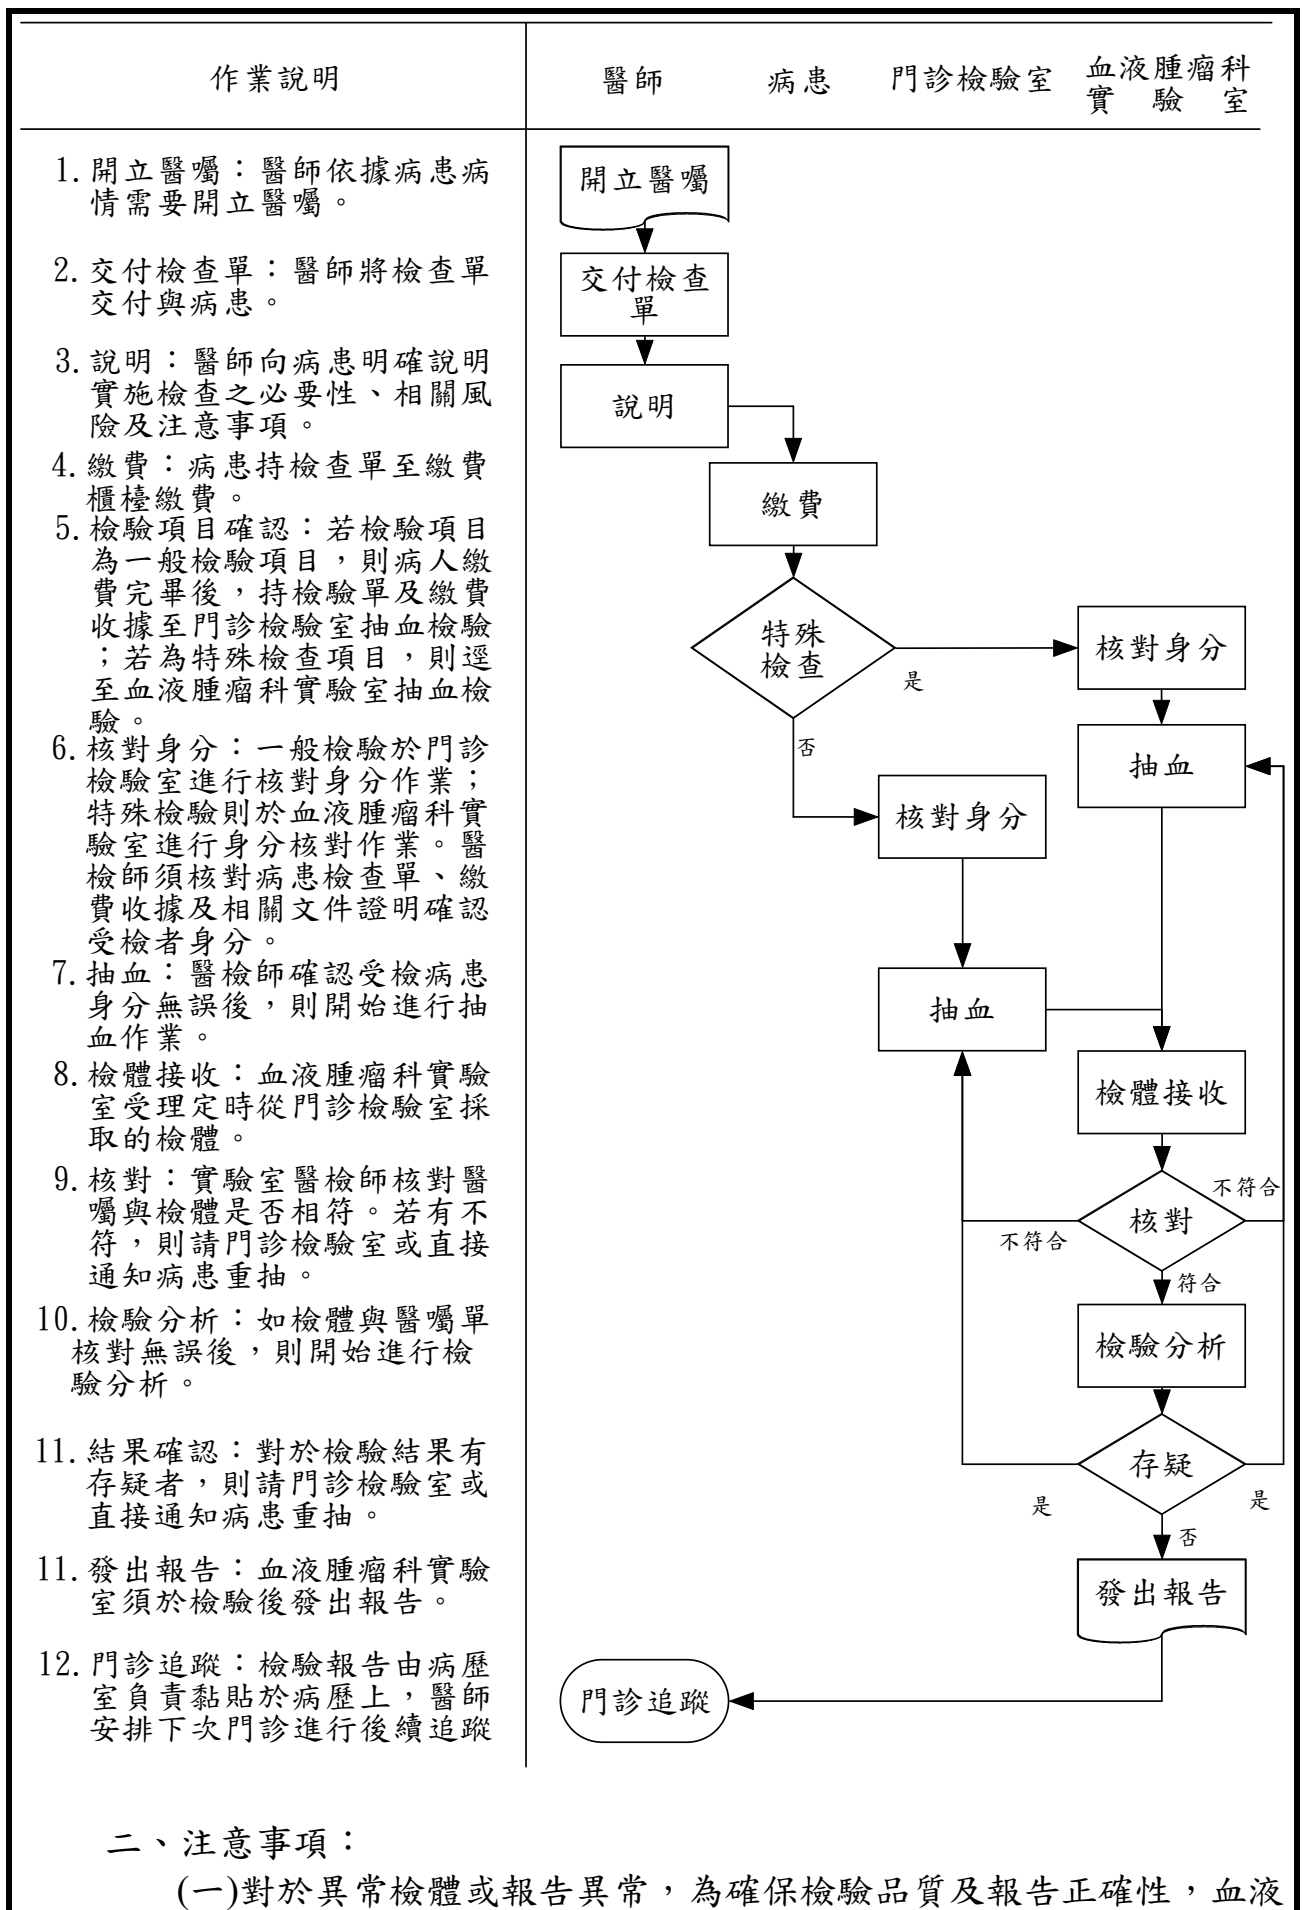 作業說明
醫師
病患
門診檢驗室
血液腫瘤科
實驗室
1.開立醫囑：醫師依據病患病
情需要開立醫囑。
2.交付檢查單：醫師將檢查單
交付與病患。
3.說明：醫師向病患明確說明
實施檢查之必要性、相關風
險及注意事項。
4.繳費：病患持檢查單至繳費
櫃檯繳費。
5.檢驗項目確認：若檢驗項目
為一般檢驗項目，則病人繳
費完畢後，持檢驗單及繳費
收據至門診檢驗室抽血檢驗
；若為特殊檢查項目，則逕
至血液腫瘤科實驗室抽血檢
驗。
6.核對身分：一般檢驗於門診
檢驗室進行核對身分作業；
特殊檢驗則於血液腫瘤科實
驗室進行身分核對作業。醫
檢師須核對病患檢查單、繳
費收據及相關文件證明確認
受檢者身分。
7.抽血：醫檢師確認受檢病患
身分無誤後，則開始進行抽
血作業。
8.檢體接收：血液腫瘤科實驗
室受理定時從門診檢驗室採
取的檢體。
9.核對：實驗室醫檢師核對醫
囑與檢體是否相符。若有不
符，則請門診檢驗室或直接
通知病患重抽。
10.檢驗分析：如檢體與醫囑單
核對無誤後，則開始進行檢
驗分析。
11.結果確認：對於檢驗結果有
存疑者，則請門診檢驗室或
直接通知病患重抽。
11.發出報告：血液腫瘤科實驗
室須於檢驗後發出報告。
12.門診追蹤：檢驗報告由病歷
室負責黏貼於病歷上，醫師
安排下次門診進行後續追蹤
開立醫囑
交付檢查
單
說明
繳費
特殊
檢查
是
否
核對身分
抽血
核對身分
抽血
檢體接收
核對
不符合
不符合
符合
檢驗分析
存疑
是
是
否
發出報告
門診追蹤
二、注意事項：
(一)對於異常檢體或報告異常，為確保檢驗品質及報告正確性，血液